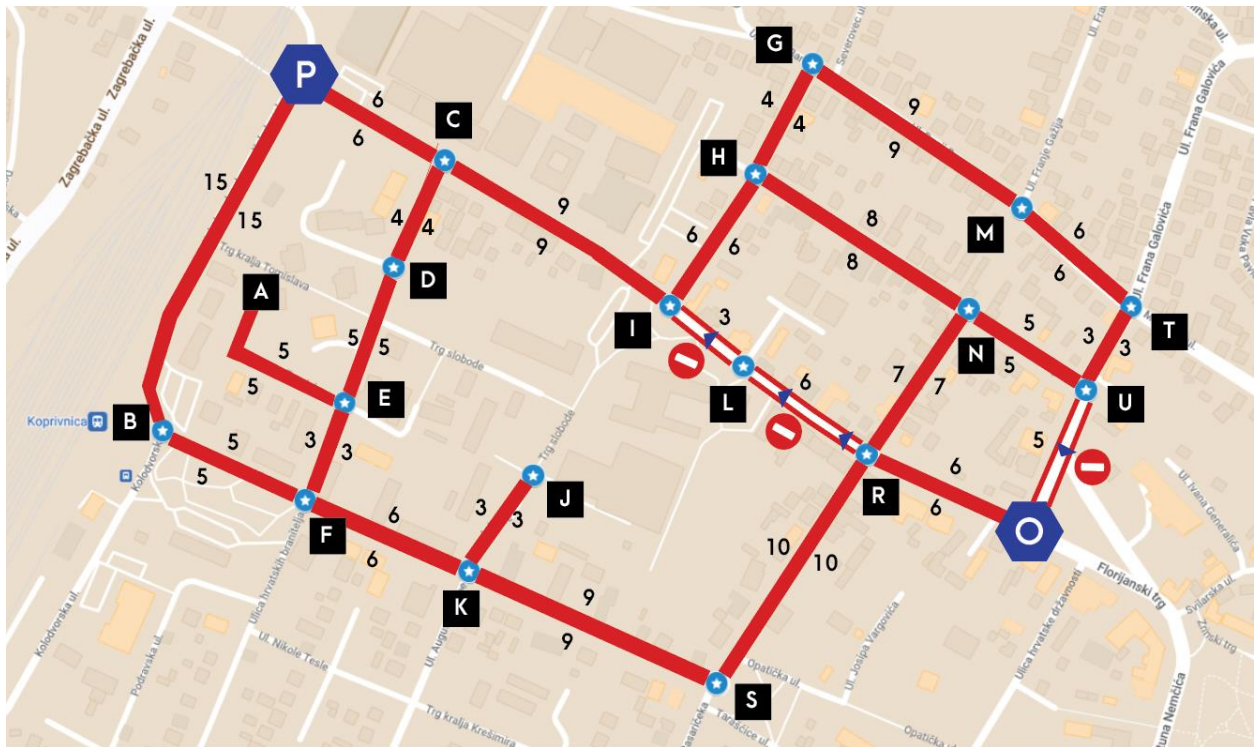 Zagrebačka ul.
Zagrebačka ul.
Severovec ul.
Ul. Franje Gažija
Ul. Frana Galovića
Ul. Frana Galovića
P
G
C
H
M
A
D
I
N
T
E
L
U
B
J
R
F
O
K
S
6
6
4
4
9
9
15
15
4
4
9
9
6
6
8
8
6
6
5
5
5
5
3
3
3
5
5
3
6
7
7
5
3
3
5
5
6
6
3
3
6
6
10
10
9
9
Trg kralja Tomislava
Trg slobode
Trg slobode
Koprivnica
Kolodvorska
Kolodvorska ul.
Ulica hrvatskih branitelja
Ul. Nikole Tesle
Podravska ul.
Trg kralja Krešimira
Opatička ul.
Opatička ul.
Taraščice ul.
Ul. Josipa Vargovića
Ulica hrvatske državnosti
Florijanski trg
Ul. Ivana Generalića
Svilarska ul.
Zrinski trg